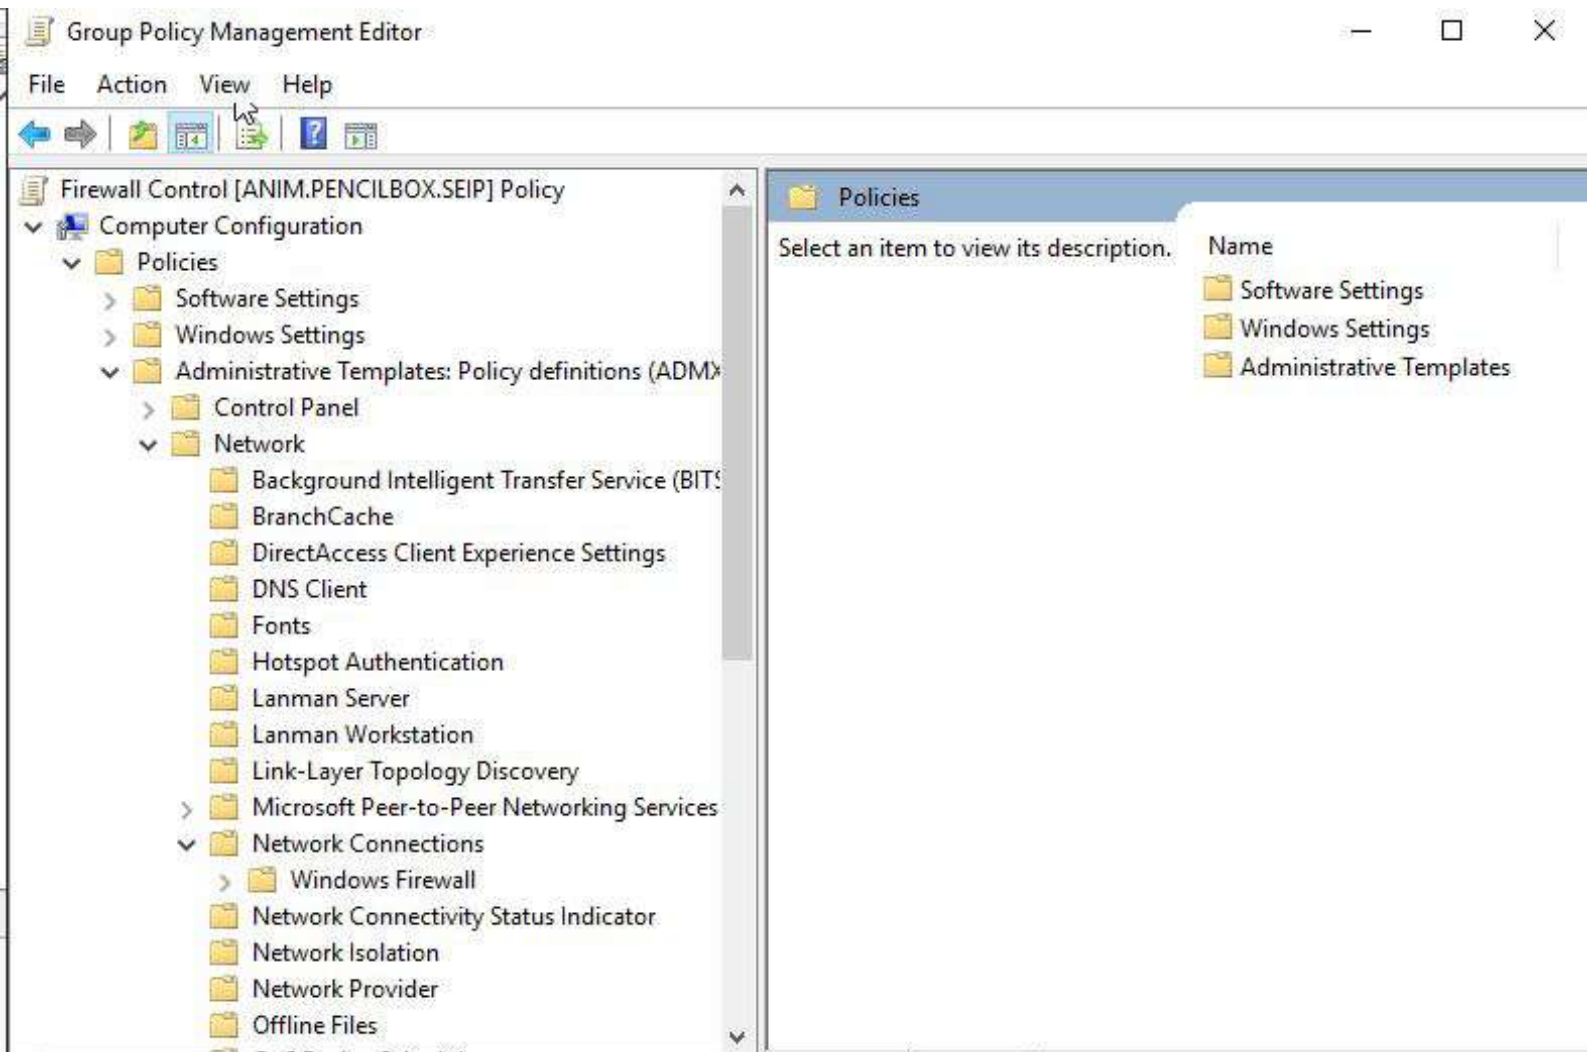 Group Policy Management Editor
File Action View Help
Firewall Control [ANIM.PENCILBOX.SEIP] Policy
Computer Configuration
Policies
Software Settings
Windows Settings
Administrative Templates: Policy definitions (ADMX
Control Panel
Network
Background Intelligent Transfer Service (BITS
BranchCache
DirectAccess Client Experience Settings
DNS Client
Fonts
Hotspot Authentication
Lanman Server
Lanman Workstation
Link-Layer Topology Discovery
Microsoft Peer-to-Peer Networking Services
Network Connections
Windows Firewall
Network Connectivity Status Indicator
Network Isolation
Network Provider
Offline Files
Policies
Select an item to view its description.
Name
Software Settings
Windows Settings
Administrative Templates